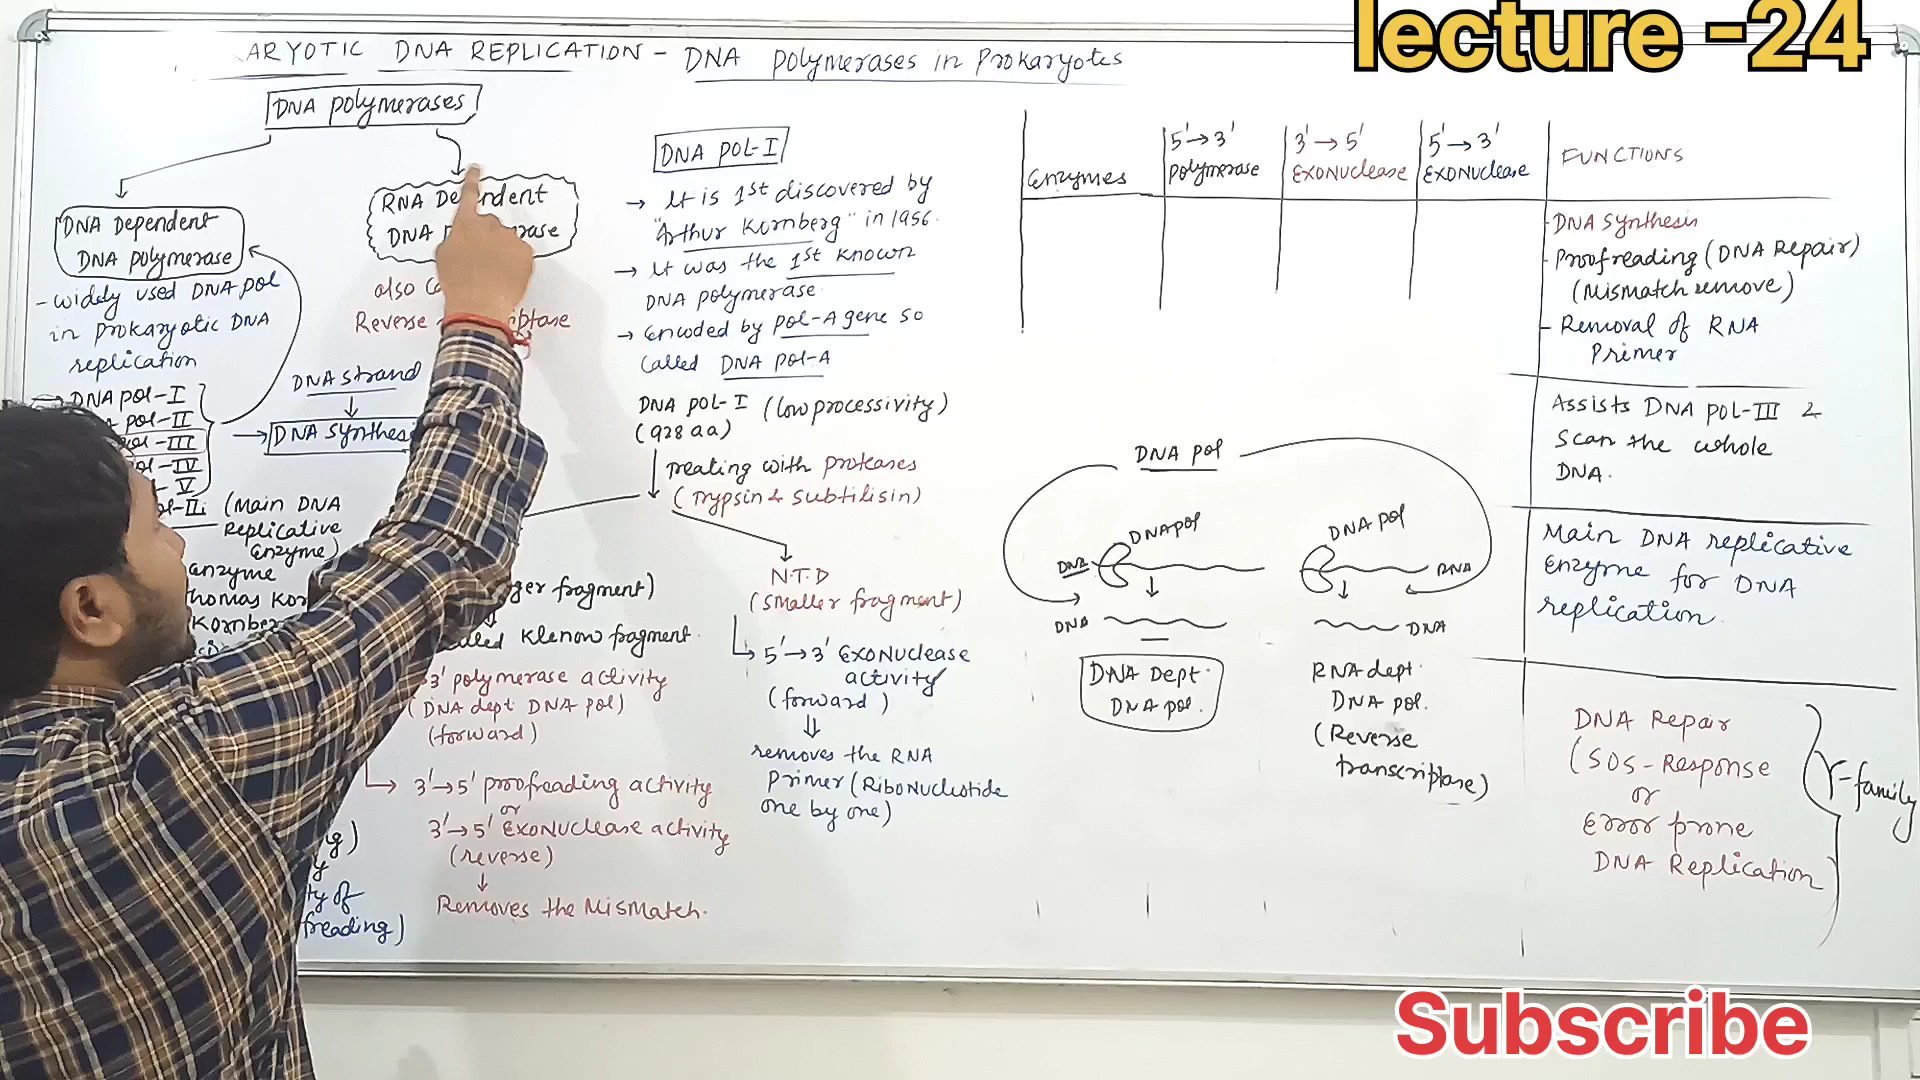 lecture -24
ARYOTIC DNA REPLICATION - DNA Polymerases in Prokaryotes
DNA Polymerases
DNA Dependent
DNA Polymerase
- widely used DNA pol
in Prokaryotic DNA
replication
DNA pol-I
pol-II
pol-III
pol-IV
V
(Main DNA
Replicative
Enzyme)
enzyme
Kornber
DNA strand
↓
→ DNA Synthesi
RNA Dependent
DNA
also
Reverse
DNA Pol-I
→ It is 1st discovered by
"Arthur Kornberg" in 1956.
→ It was the 1st known
DNA polymerase.
→ Encoded by pol-A gene so
called DNA pol-A
DNA pol-I (low processivity)
(928 aa)
Treating with Proteases
(Trypsin & Subtilisin)
ger fragment)
Klenow fragment.
3' polymerase activity
(DNA dept DNA pol)
(forward)
3'→5' Proofreading activity
or
3'→5' Exonuclease activity
(reverse)
↓
Removes the Mismatch.
ty of
freading)
N.T.D
(smaller fragment)
5'→3' Exonuclease
activity
(forward)
⇓
removes the RNA
Primer (Ribonucleotide
one by one)
Enzymes
5'→3'
Polymerase
3'→5'
Exonuclease
5'→3'
Exonuclease
FUNCTIONS
- DNA Synthesis
- Proofreading (DNA Repair)
(Mismatch remove)
- Removal of RNA
Primer
Assists DNA pol-III &
Scan the whole
DNA.
Main DNA replicative
Enzyme for DNA
replication.
DNA Repair
(SOS-Response
or
Error prone
DNA Replication
Y-family
DNA pol
DNA pol
DNA
↓
DNA
DNA Dept.
DNA pol.
DNA pol
RNA
↓
DNA
RNA dept.
DNA pol.
(Reverse
transcriptase)
Subscribe